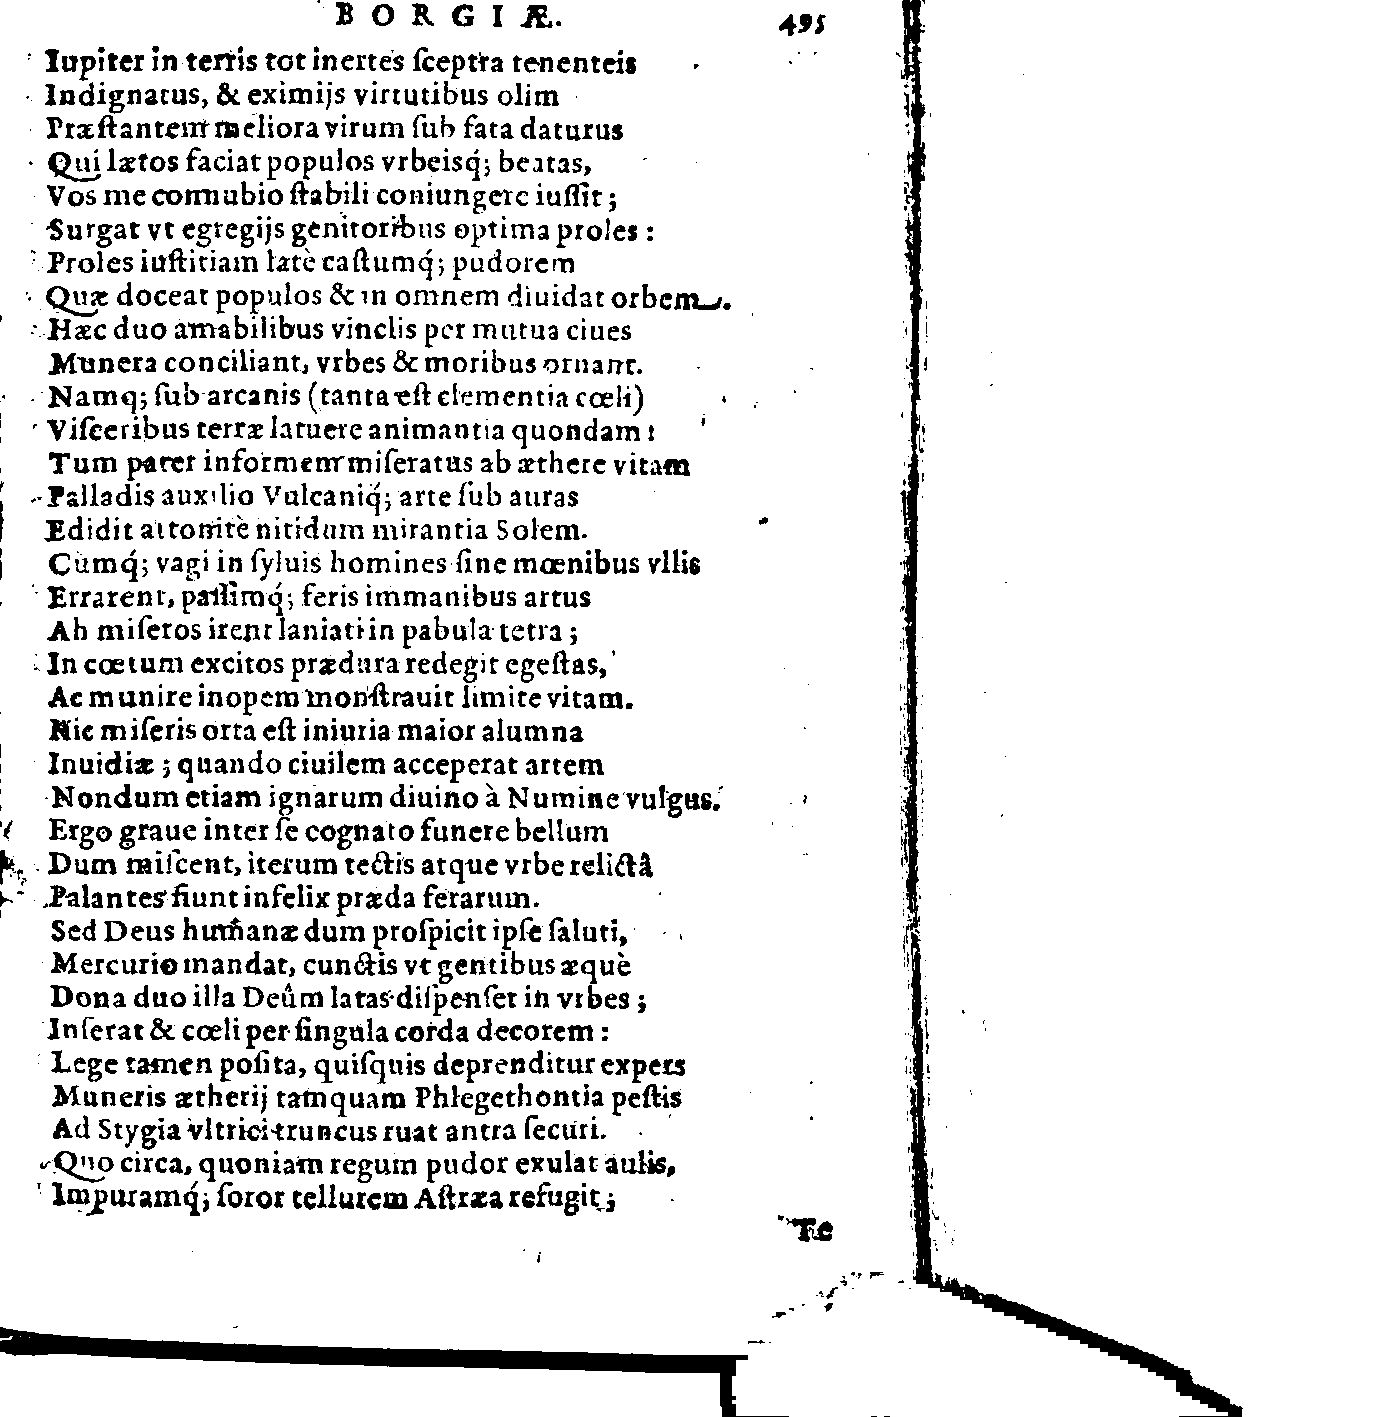 BORGIÆ. 495
Iupiter in terris tot inertes ſceptra tenenteis
Indignatus, & eximijs virtutibus olim
Præſtantem meliora virum ſub fata daturus
Qui lætos faciat populos vrbeisq́; beatas,
Vos me connubio ſtabili coniungere iuſſit;
Surgat vt egregijs genitoribus optima proles:
Proles iuſtitiam latè caſtumq́; pudorem
Quæ doceat populos & in omnem diuidat orbem.
Hæc duo amabilibus vinclis per mutua ciues
Munera conciliant, vrbes & moribus ornant.
Namq; ſub arcanis (tanta eſt clementia cœli)
Viſceribus terræ latuere animantia quondam:
Tum pater informem miſeratus ab æthere vitam
Palladis auxilio Vulcaniq́; arte ſub auras
Edidit attonitè nitidum mirantia Solem.
Cùmq́; vagi in ſyluis homines ſine mœnibus vllis
Errarent, paſſimq́; feris immanibus artus
Ah miſeros irent laniati in pabula tetra;
In cœtum excitos prædura redegit egeſtas,
Ac munire inopem monſtrauit limite vitam.
Hic miſeris orta eſt iniuria maior alumna
Inuidiæ; quando ciuilem acceperat artem
Nondum etiam ignarum diuino à Numine vulgus.
Ergo graue inter ſe cognato funere bellum
Dum miſcent, iterum tectis atque vrbe relictâ
Palantes fiunt infelix præda ferarum.
Sed Deus humanæ dum proſpicit ipſe ſaluti,
Mercurio mandat, cunctis vt gentibus æquè
Dona duo illa Deûm latas diſpenſet in vrbes;
Inſerat & cœli per ſingula corda decorem:
Lege tamen poſita, quiſquis deprenditur expers
Muneris ætherij tamquam Phlegethontia peſtis
Ad Stygia vltrici truncus ruat antra ſecuri.
Quo circa, quoniam regum pudor exulat aulis,
Impuramq́; ſoror tellurem Aſtræa refugit;
Te